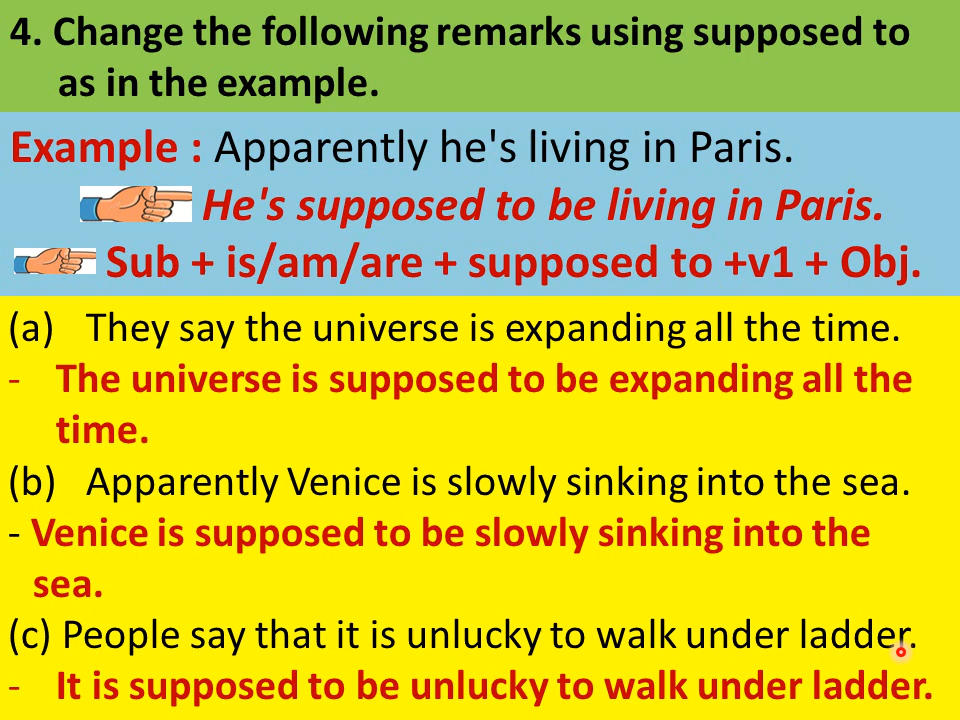 4. Change the following remarks using supposed to
as in the example.
Example : Apparently he's living in Paris.
He's supposed to be living in Paris.
Sub + is/am/are + supposed to +v1 + Obj.
(a) They say the universe is expanding all the time.
- The universe is supposed to be expanding all the
time.
(b) Apparently Venice is slowly sinking into the sea.
- Venice is supposed to be slowly sinking into the
sea.
(c) People say that it is unlucky to walk under ladder.
- It is supposed to be unlucky to walk under ladder.